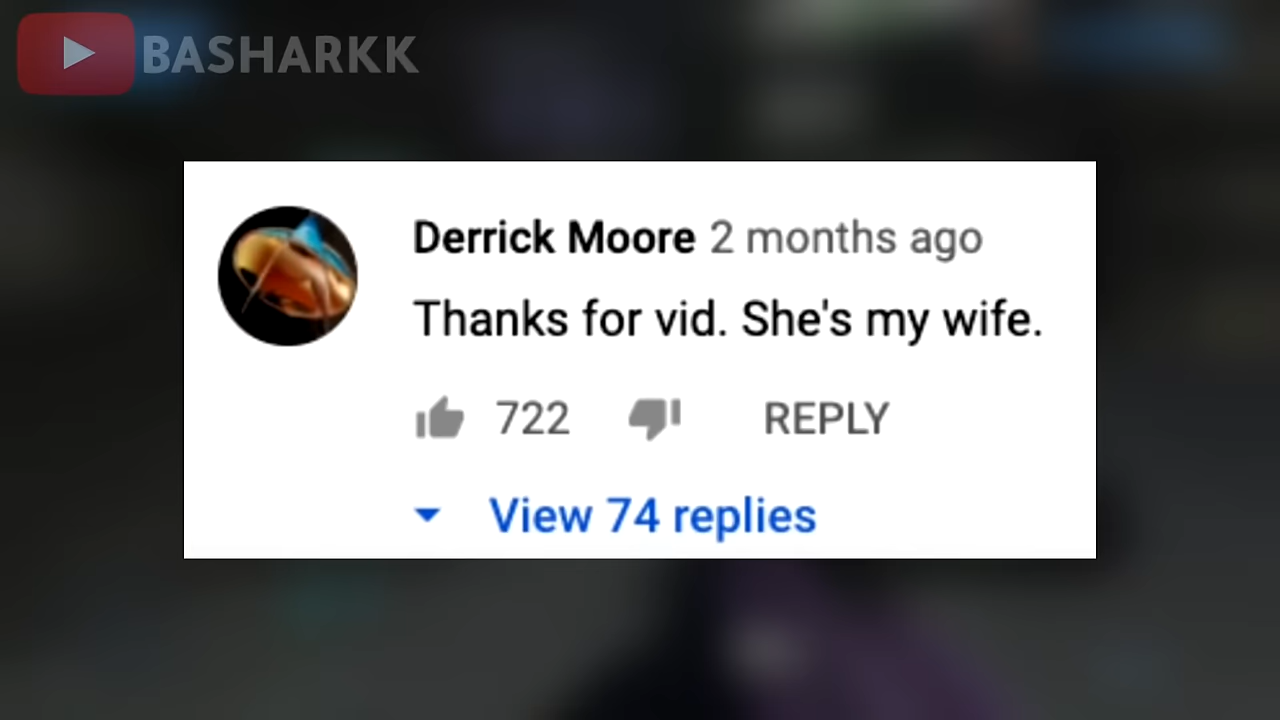 BASHARKK
Derrick Moore 2 months ago
Thanks for vid. She's my wife.
722 REPLY
View 74 replies